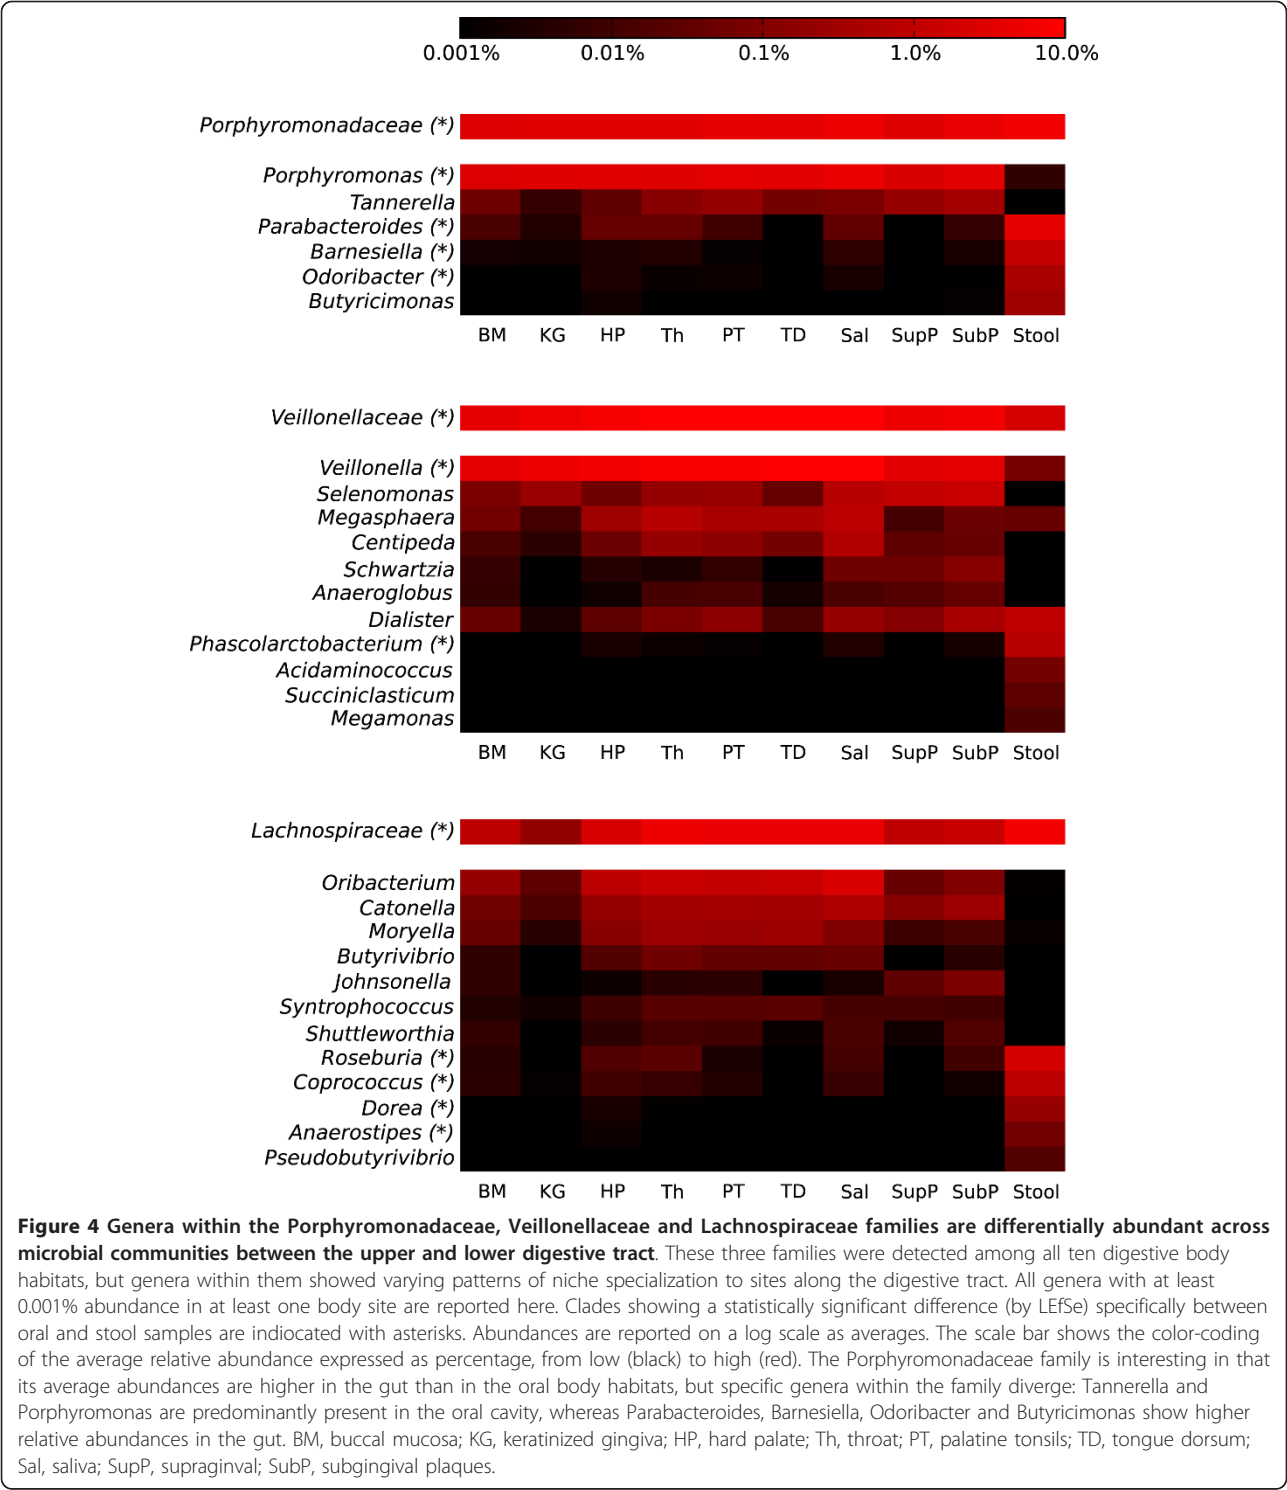 0.001% 0.01% 0.1% 1.0% 10.0%
Porphyromonadaceae (*)
Porphyromonas (*)
Tannerella
Parabacteroides (*)
Barnesiella (*)
Odoribacter (*)
Butyricimonas
BM KG HP Th PT TD Sal SupP SubP Stool
Veillonellaceae (*)
Veillonella (*)
Selenomonas
Megasphaera
Centipeda
Schwartzia
Anaeroglobus
Dialister
Phascolarctobacterium (*)
Acidaminococcus
Succiniclasticum
Megamonas
BM KG HP Th PT TD Sal SupP SubP Stool
Lachnospiraceae (*)
Oribacterium
Catonella
Moryella
Butyrivibrio
Johnsonella
Syntrophococcus
Shuttleworthia
Roseburia (*)
Coprococcus (*)
Dorea (*)
Anaerostipes (*)
Pseudobutyrivibrio
BM KG HP Th PT TD Sal SupP SubP Stool
Figure 4 Genera within the Porphyromonadaceae, Veillonellaceae and Lachnospiraceae families are differentially abundant across
microbial communities between the upper and lower digestive tract. These three families were detected among all ten digestive body
habitats, but genera within them showed varying patterns of niche specialization to sites along the digestive tract. All genera with at least
0.001% abundance in at least one body site are reported here. Clades showing a statistically significant difference (by LEfSe) specifically between
oral and stool samples are indiocated with asterisks. Abundances are reported on a log scale as averages. The scale bar shows the color-coding
of the average relative abundance expressed as percentage, from low (black) to high (red). The Porphyromonadaceae family is interesting in that
its average abundances are higher in the gut than in the oral body habitats, but specific genera within the family diverge: Tannerella and
Porphyromonas are predominantly present in the oral cavity, whereas Parabacteroides, Barnesiella, Odoribacter and Butyricimonas show higher
relative abundances in the gut. BM, buccal mucosa; KG, keratinized gingiva; HP, hard palate; Th, throat; PT, palatine tonsils; TD, tongue dorsum;
Sal, saliva; SupP, supraginval; SubP, subgingival plaques.